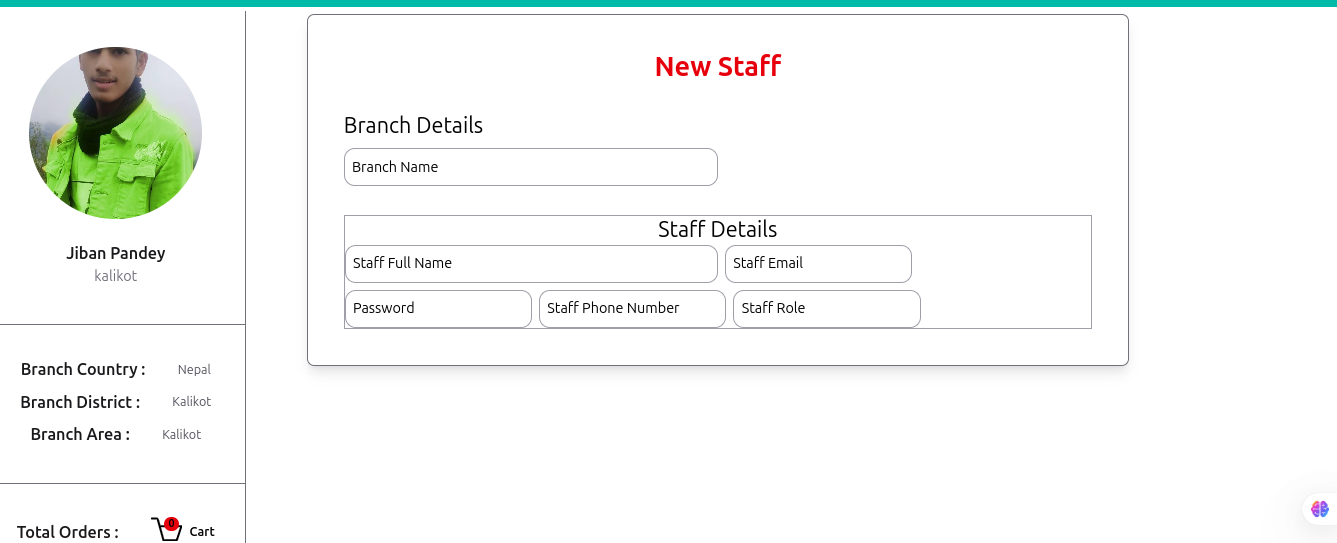 Jiban Pandey
kalikot
Branch Country :
Nepal
Branch District :
Kalikot
Branch Area :
Kalikot
Total Orders :
0
Cart
New Staff
Branch Details
Branch Name
Staff Details
Staff Full Name
Staff Email
Password
Staff Phone Number
Staff Role